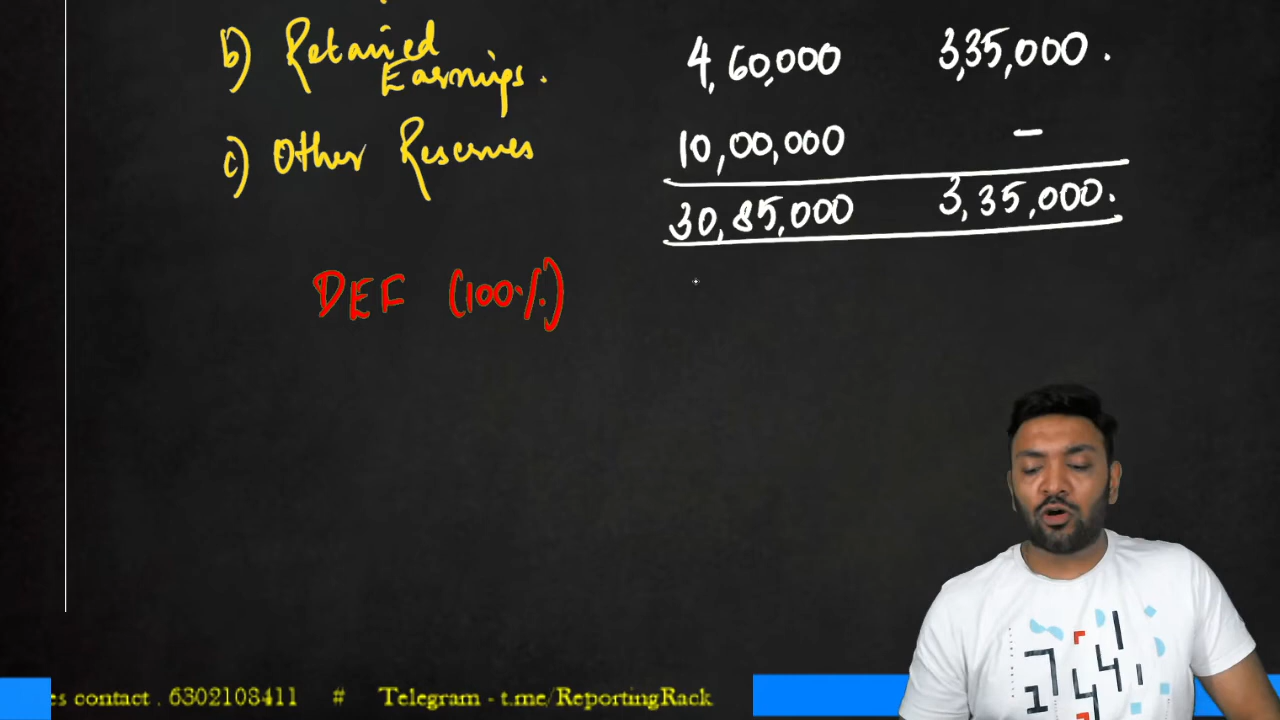 b) Retained 4,60,000 3,35,000.
Earnings.
c) Other Reserves 10,00,000 —
30,85,000 3,35,000.
DEF (100%)
es contact . 6302108411 # Telegram - t.me/ReportingRack